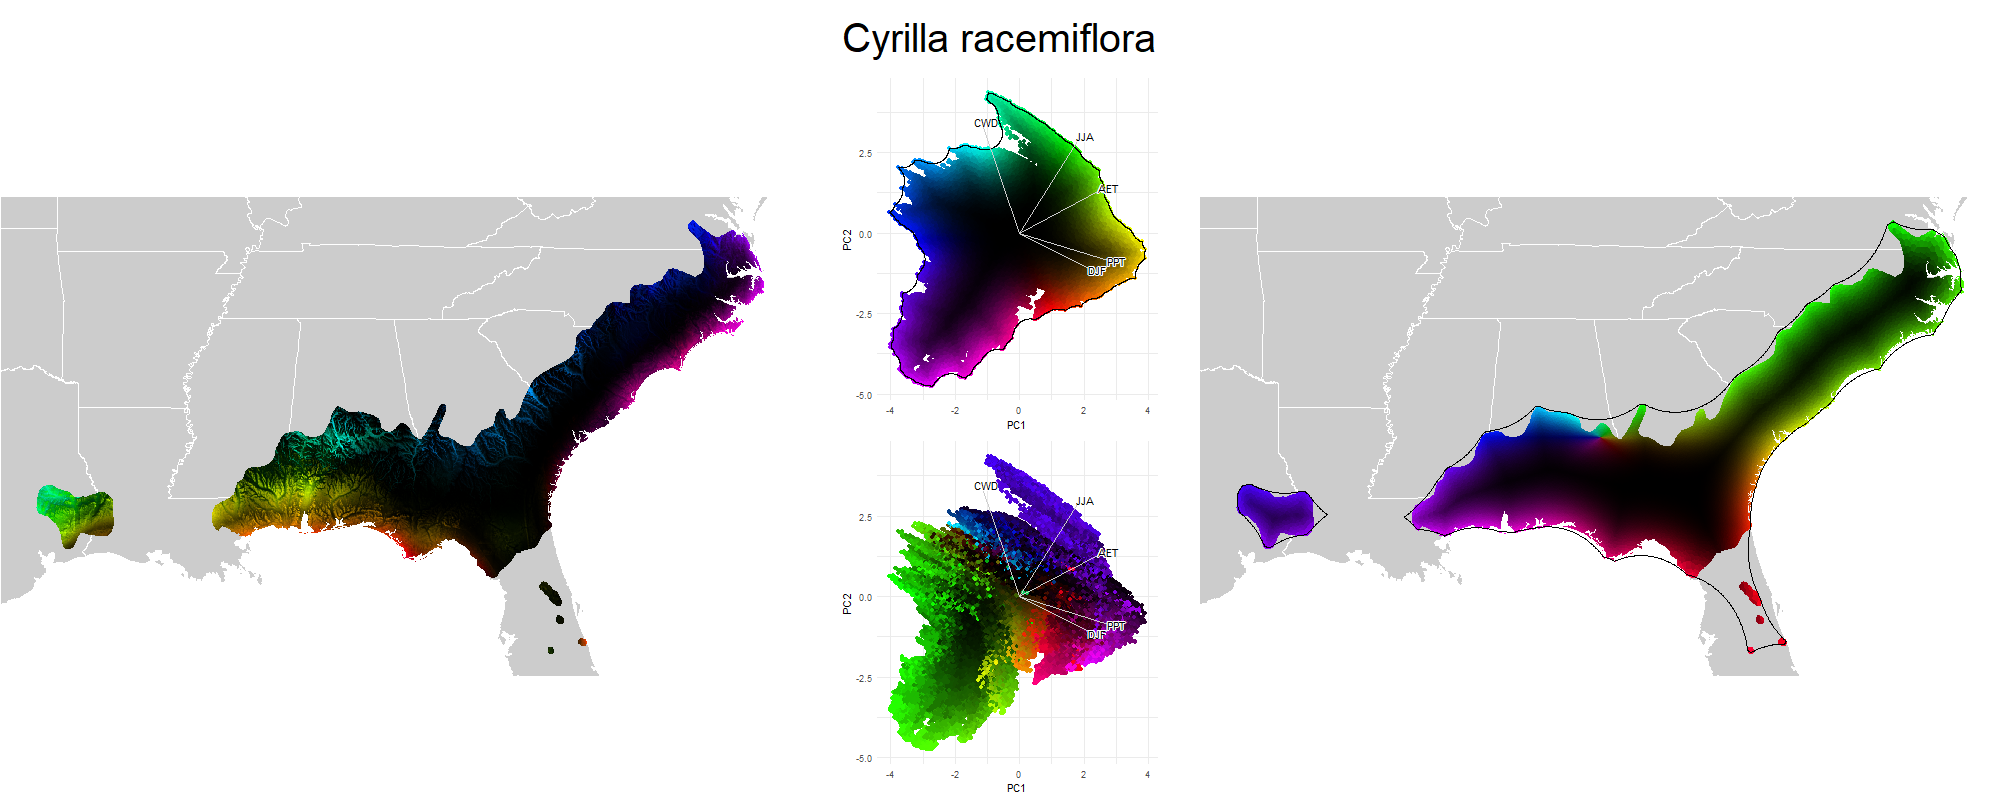 Cyrilla racemiflora
CWD
JJA
AET
PPT
DJF
PC2
2.5
0.0
-2.5
-5.0
-4
-2
0
2
4
PC1
CWD
JJA
AET
PPT
DJF
PC2
2.5
0.0
-2.5
-5.0
-4
-2
0
2
4
PC1